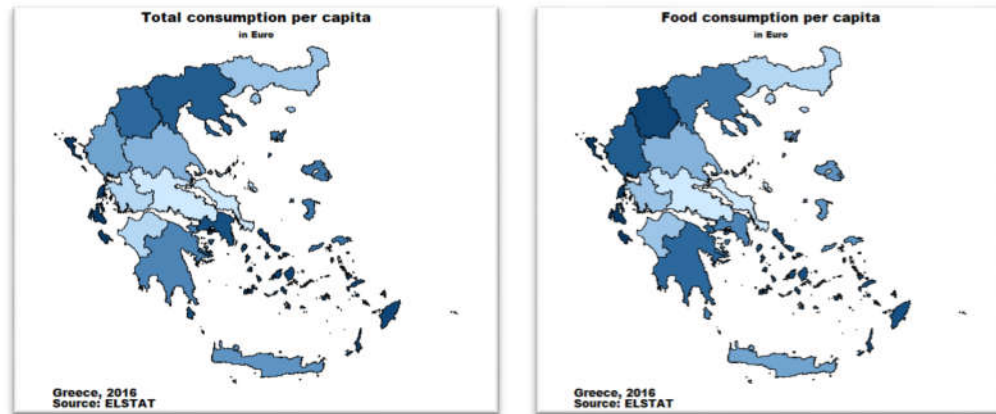 Total consumption per capita
in Euro
Greece, 2016
Source: ELSTAT
Food consumption per capita
in Euro
Greece, 2016
Source: ELSTAT